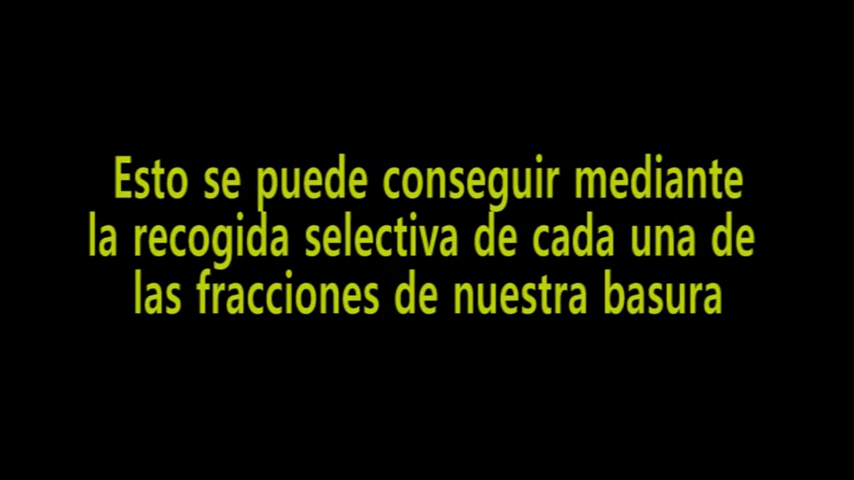 Esto se puede conseguir mediante
la recogida selectiva de cada una de
las fracciones de nuestra basura